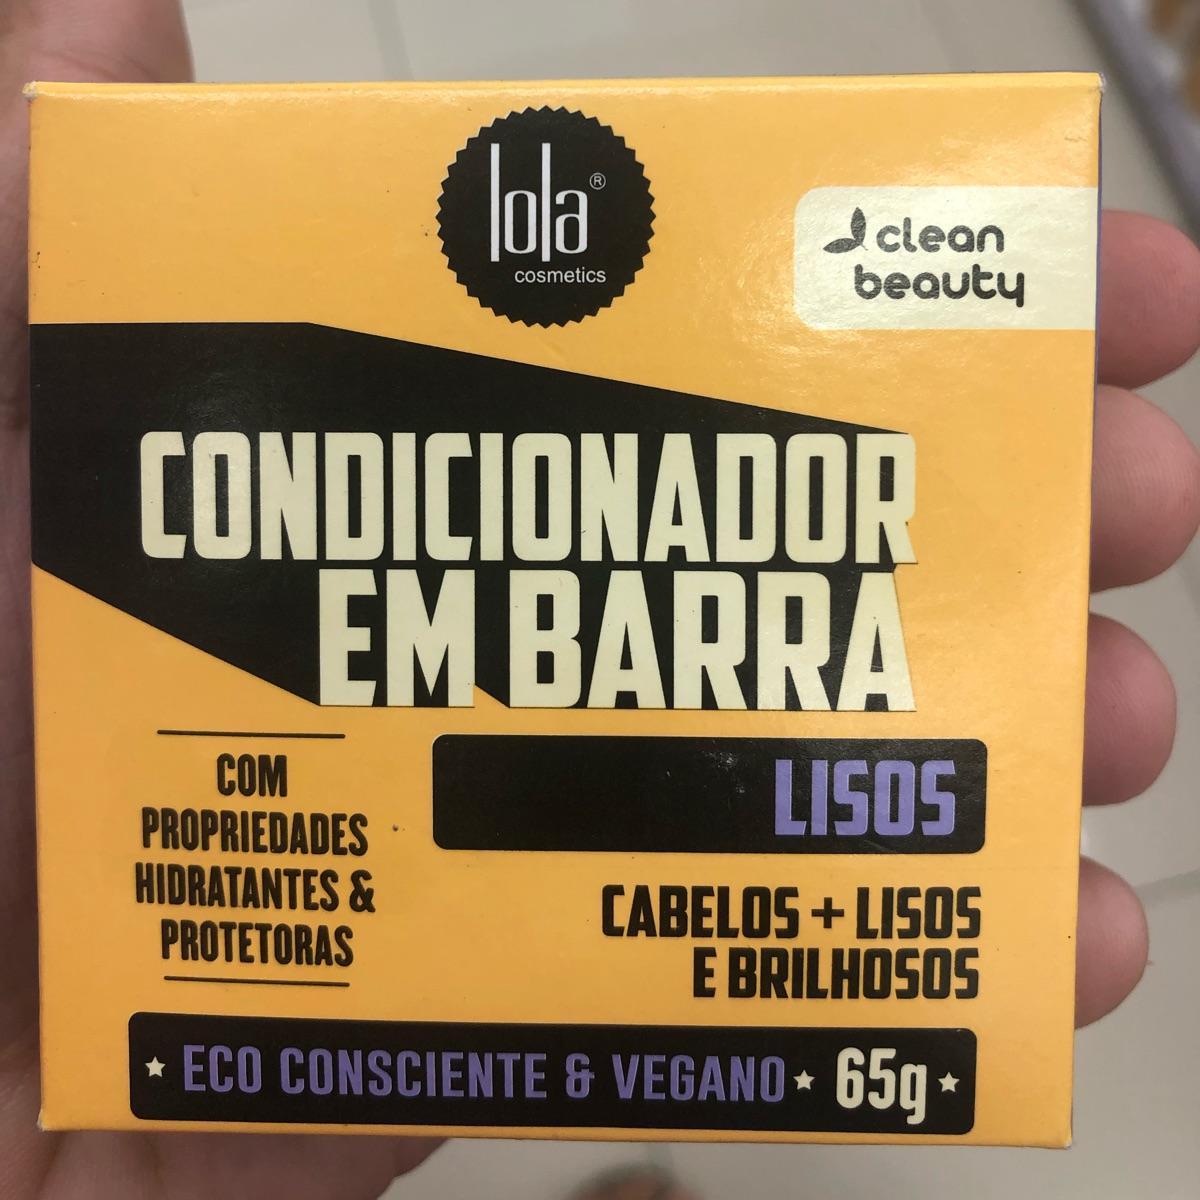 lola®
cosmetics
clean
beauty
CONDICIONADOR
EM BARRA
COM
PROPRIEDADES
HIDRATANTES &
PROTETORAS
LISOS
CABELOS + LISOS
E BRILHOSOS
★ ECO CONSCIENTE & VEGANO ★ 65g ★